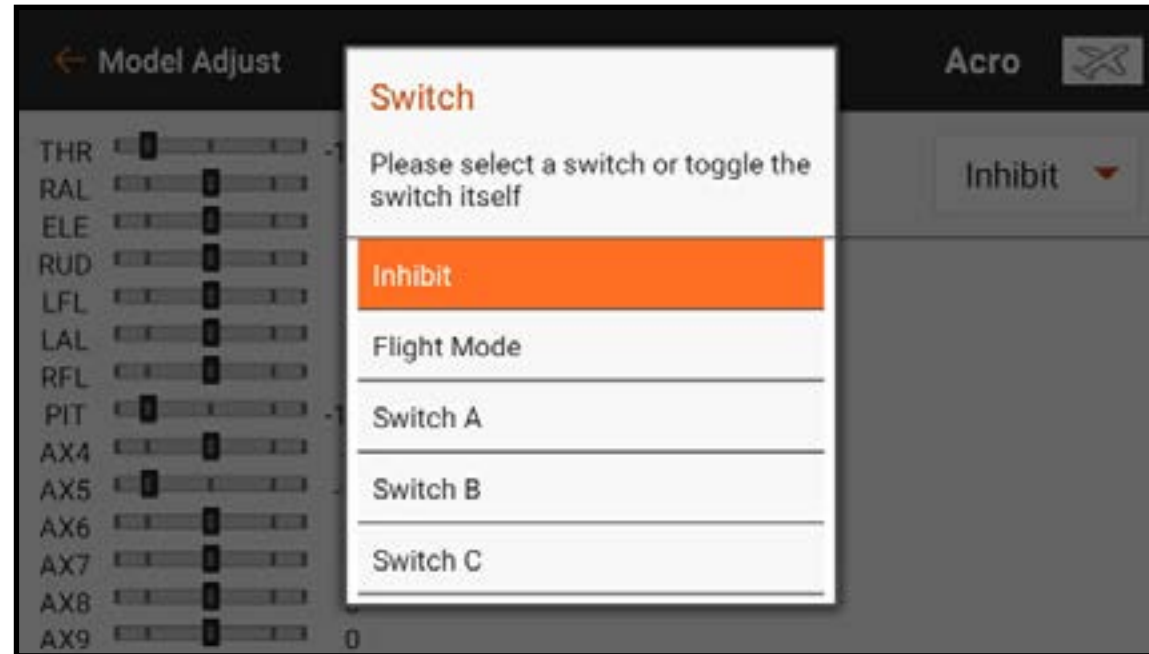 ← Model Adjust
Acro
Switch
Please select a switch or toggle the
switch itself
Inhibit
Flight Mode
Switch A
Switch B
Switch C
Inhibit
THR
RAL
ELE
RUD
LFL
LAL
RFL
PIT
AX4
AX5
AX6
AX7
AX8
AX9 0